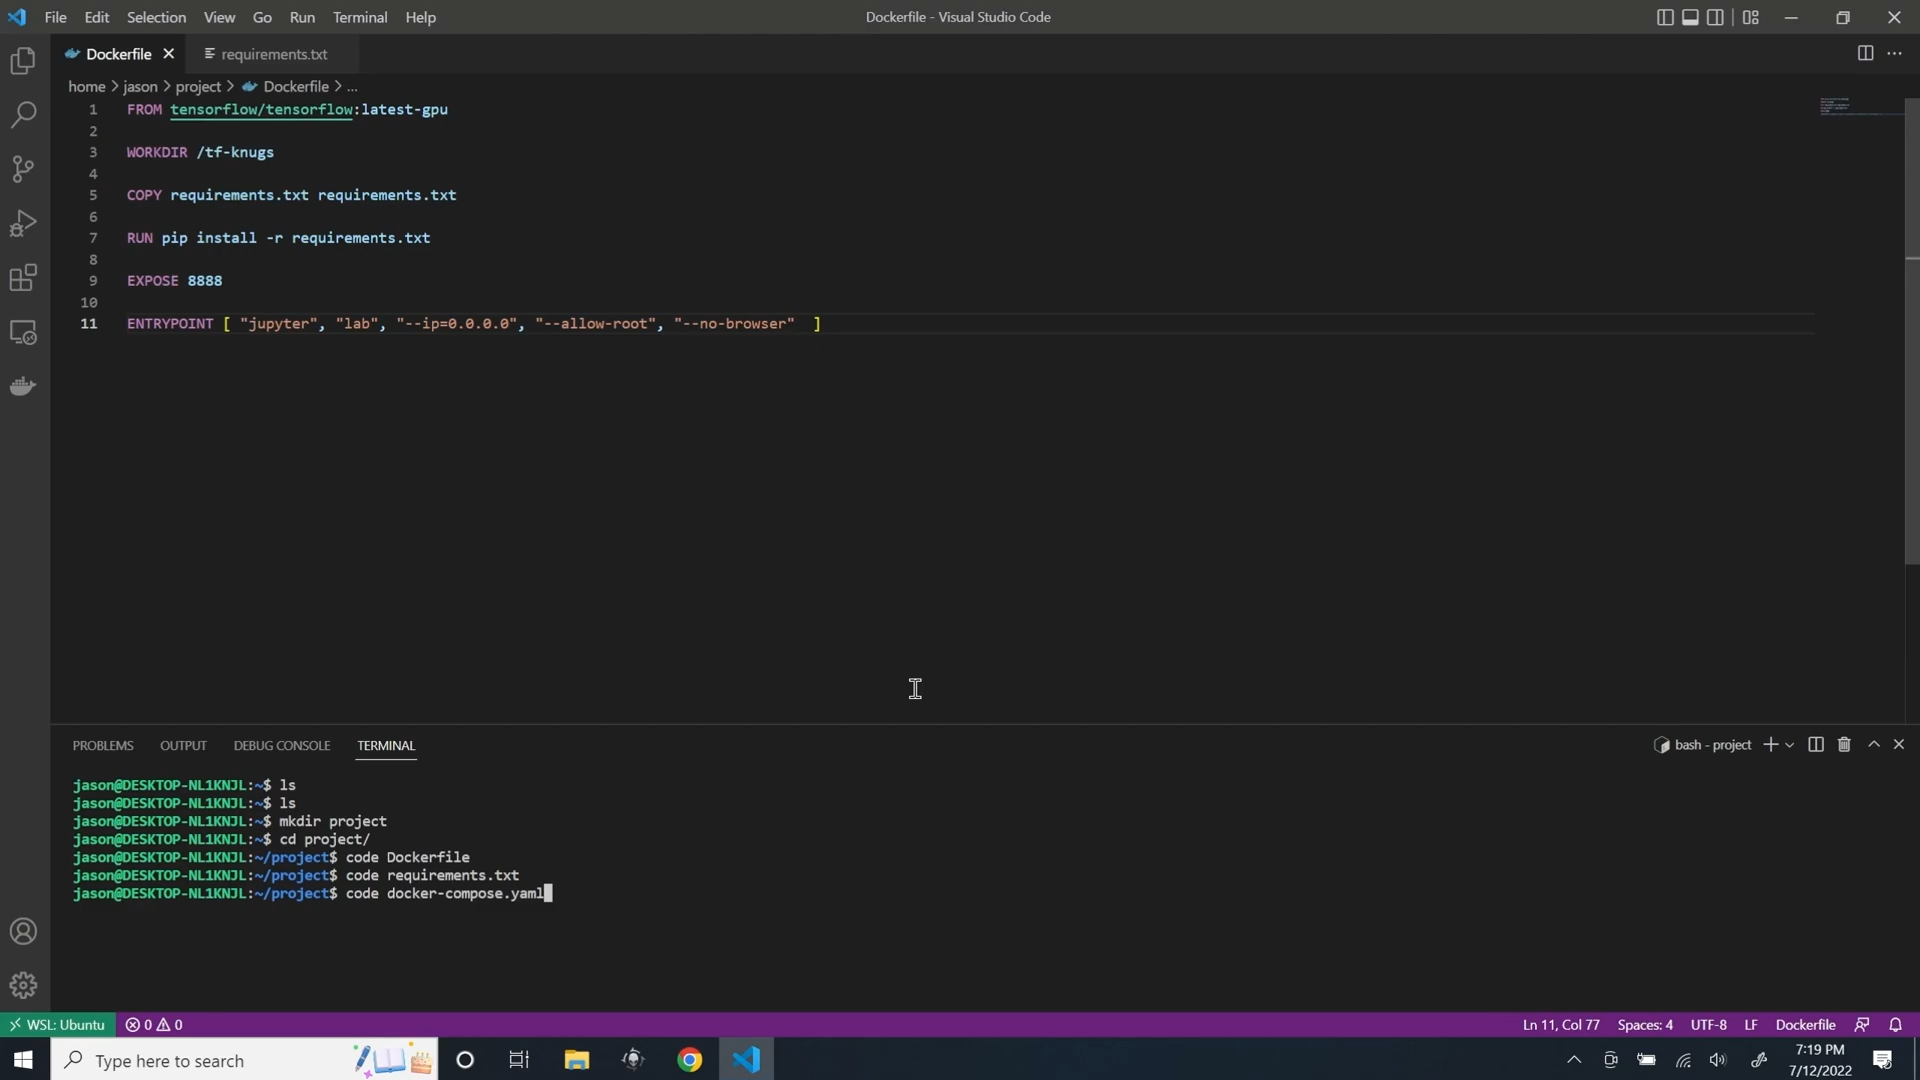 File Edit Selection View Go Run Terminal Help
Dockerfile - Visual Studio Code
Dockerfile
requirements.txt
home > jason > project > Dockerfile > ...
1 FROM tensorflow/tensorflow:latest-gpu
2
3 WORKDIR /tf-knugs
4
5 COPY requirements.txt requirements.txt
6
7 RUN pip install -r requirements.txt
8
9 EXPOSE 8888
10
11 ENTRYPOINT [ "jupyter", "lab", "--ip=0.0.0.0", "--allow-root", "--no-browser"  ]
PROBLEMS OUTPUT DEBUG CONSOLE TERMINAL
bash - project
jason@DESKTOP-NL1KNJL:~$ ls
jason@DESKTOP-NL1KNJL:~$ ls
jason@DESKTOP-NL1KNJL:~$ mkdir project
jason@DESKTOP-NL1KNJL:~$ cd project/
jason@DESKTOP-NL1KNJL:~/project$ code Dockerfile
jason@DESKTOP-NL1KNJL:~/project$ code requirements.txt
jason@DESKTOP-NL1KNJL:~/project$ code docker-compose.yaml
WSL: Ubuntu 0 0
Ln 11, Col 77 Spaces: 4 UTF-8 LF Dockerfile
Type here to search
7:19 PM
7/12/2022